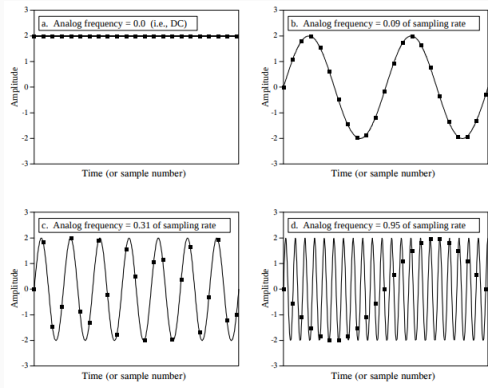 a. Analog frequency = 0.0 (i.e., DC)
3
2
1
0
-1
-2
-3
Amplitude
Time (or sample number)
b. Analog frequency = 0.09 of sampling rate
3
2
1
0
-1
-2
-3
Amplitude
Time (or sample number)
c. Analog frequency = 0.31 of sampling rate
3
2
1
0
-1
-2
-3
Amplitude
Time (or sample number)
d. Analog frequency = 0.95 of sampling rate
3
2
1
0
-1
-2
-3
Amplitude
Time (or sample number)